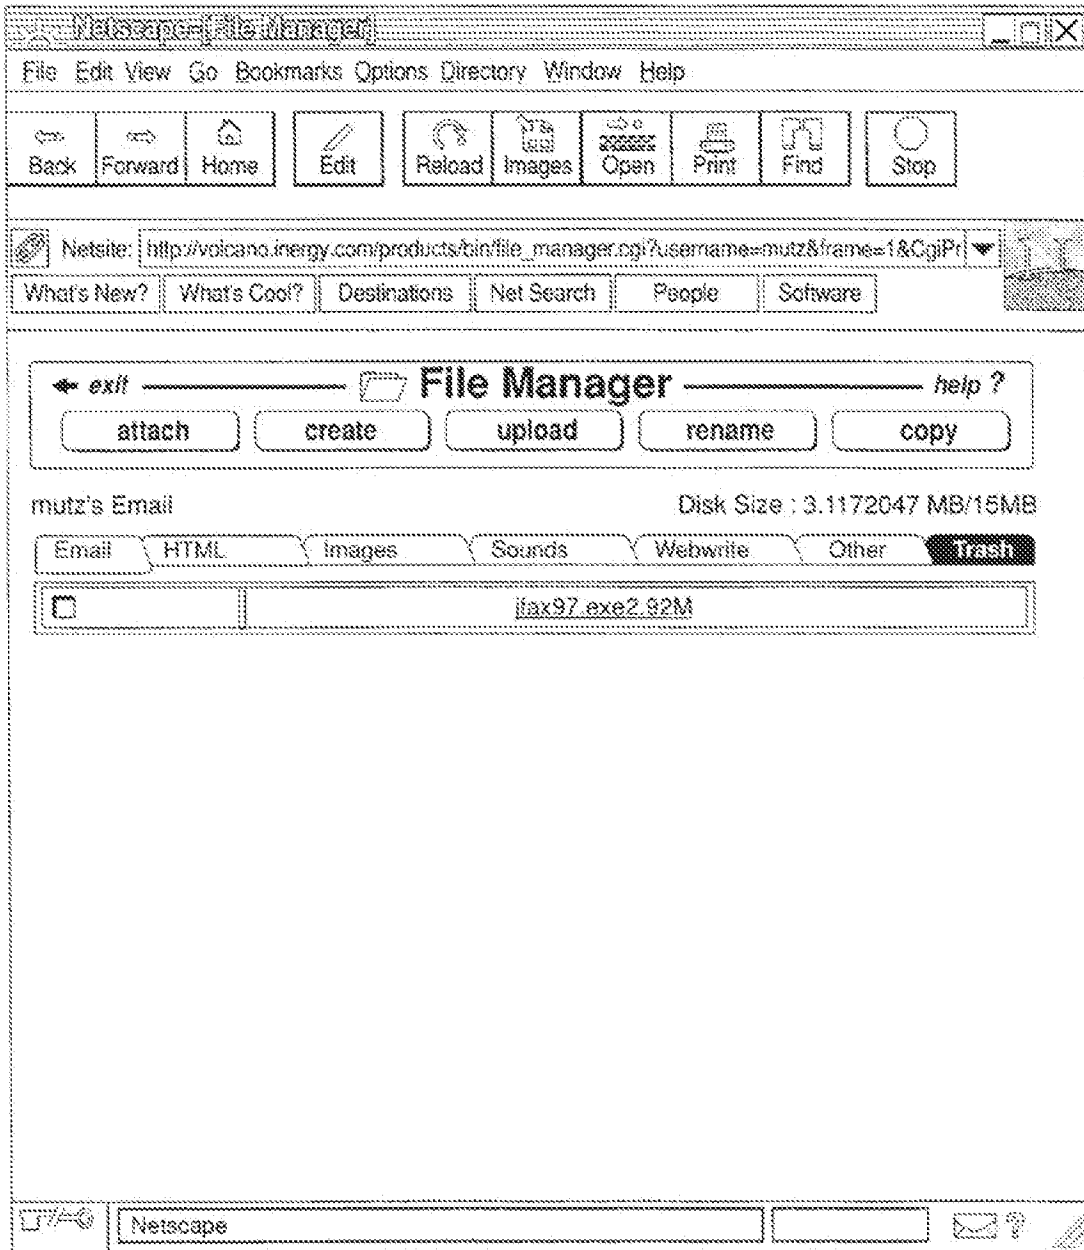 Netscape-[File Manager]
File Edit View Go Bookmarks Options Directory Window Help
Back Forward Home Edit Reload Images Open Print Find Stop
Netsite: http://volcano.inergy.com/products/bin/file_manager.cgi?username=mutz&frame=1&CgiPr
What's New? What's Cool? Destinations Net Search People Software
exit File Manager help ?
attach create upload rename copy
mutz's Email Disk Size : 3.1172047 MB/15MB
Email HTML Images Sounds Webwrite Other Trash
jfax97.exe2.92M
Netscape